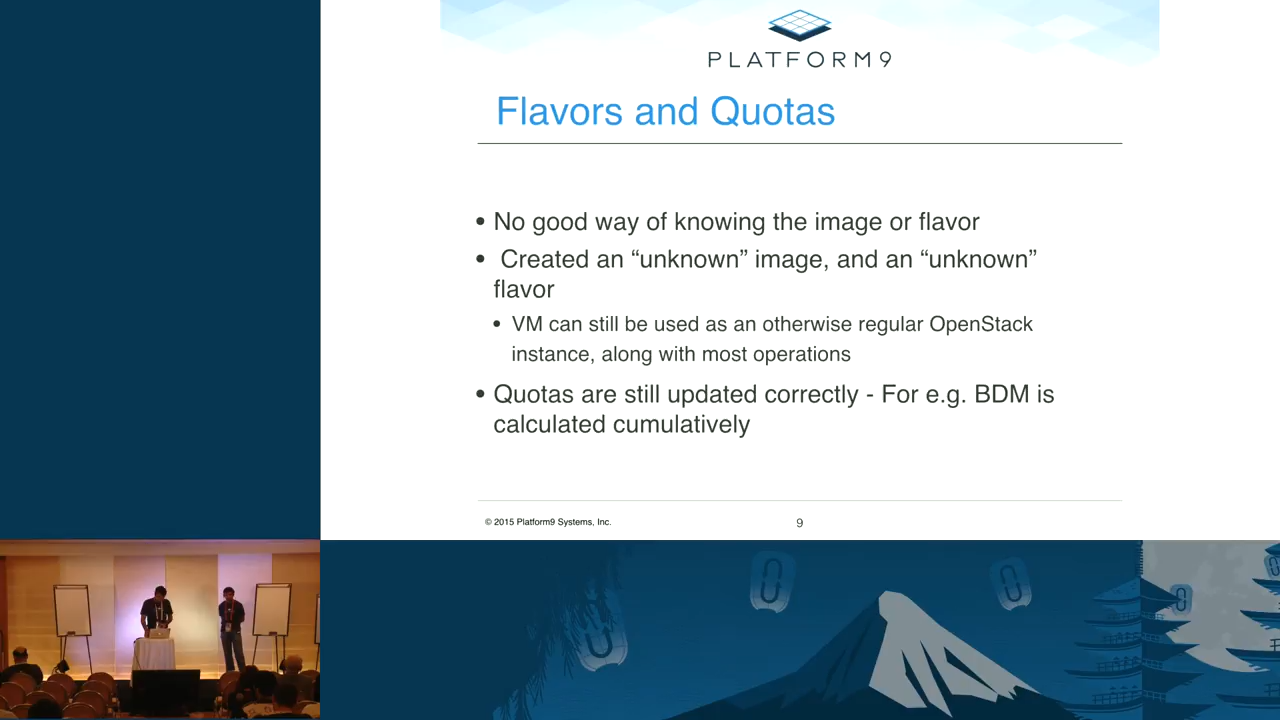 PLATFORM9
Flavors and Quotas
• No good way of knowing the image or flavor
• Created an “unknown” image, and an “unknown”
flavor
• VM can still be used as an otherwise regular OpenStack
instance, along with most operations
• Quotas are still updated correctly - For e.g. BDM is
calculated cumulatively
© 2015 Platform9 Systems, Inc.
9